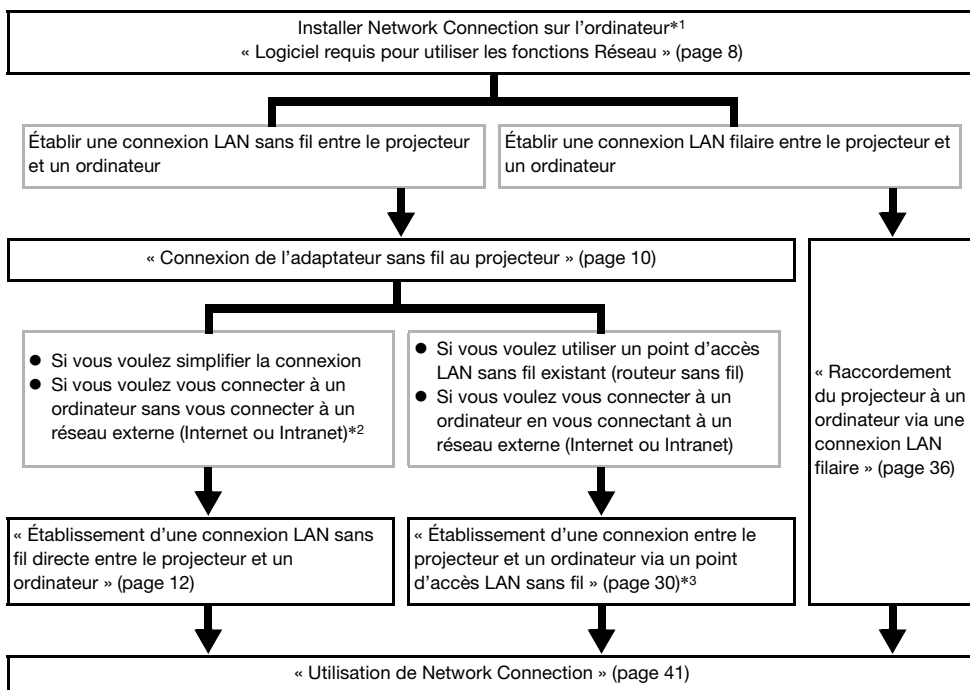 Installer Network Connection sur l'ordinateur*1
« Logiciel requis pour utiliser les fonctions Réseau » (page 8)
Établir une connexion LAN sans fil entre le projecteur
et un ordinateur
Établir une connexion LAN filaire entre le projecteur et
un ordinateur
« Connexion de l'adaptateur sans fil au projecteur » (page 10)
● Si vous voulez simplifier la connexion
● Si vous voulez vous connecter à un
ordinateur sans vous connecter à un
réseau externe (Internet ou Intranet)*2
● Si vous voulez utiliser un point d'accès
LAN sans fil existant (routeur sans fil)
● Si vous voulez vous connecter à un
ordinateur en vous connectant à un
réseau externe (Internet ou Intranet)
« Raccordement
du projecteur à un
ordinateur via une
connexion LAN
filaire » (page 36)
« Établissement d'une connexion LAN sans
fil directe entre le projecteur et un
ordinateur » (page 12)
« Établissement d'une connexion entre le
projecteur et un ordinateur via un point
d'accès LAN sans fil » (page 30)*3
« Utilisation de Network Connection » (page 41)